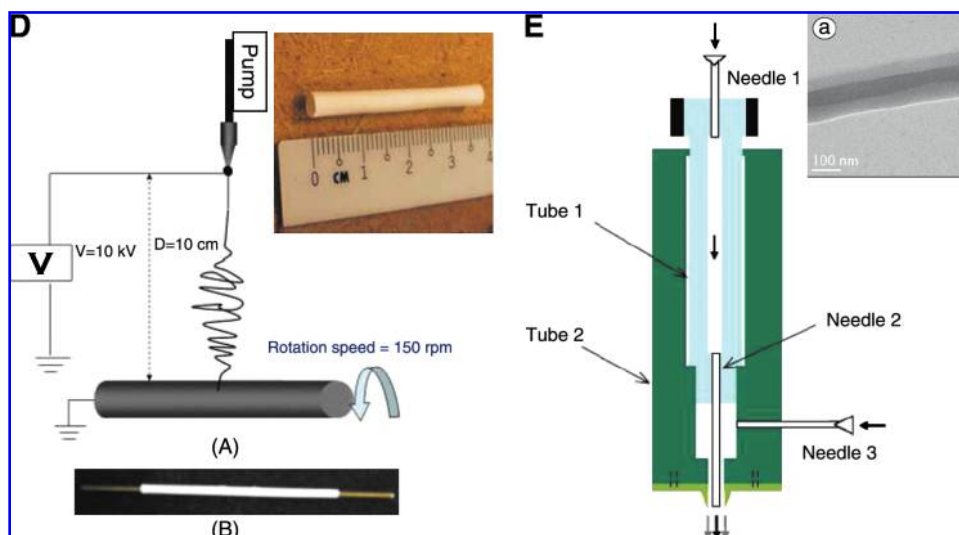 D
Pump
V
V=10 kV
D=10 cm
0 CM 1 2 3 4
Rotation speed = 150 rpm
(A)
(B)
E
a
100 nm
Needle 1
Tube 1
Tube 2
Needle 2
Needle 3